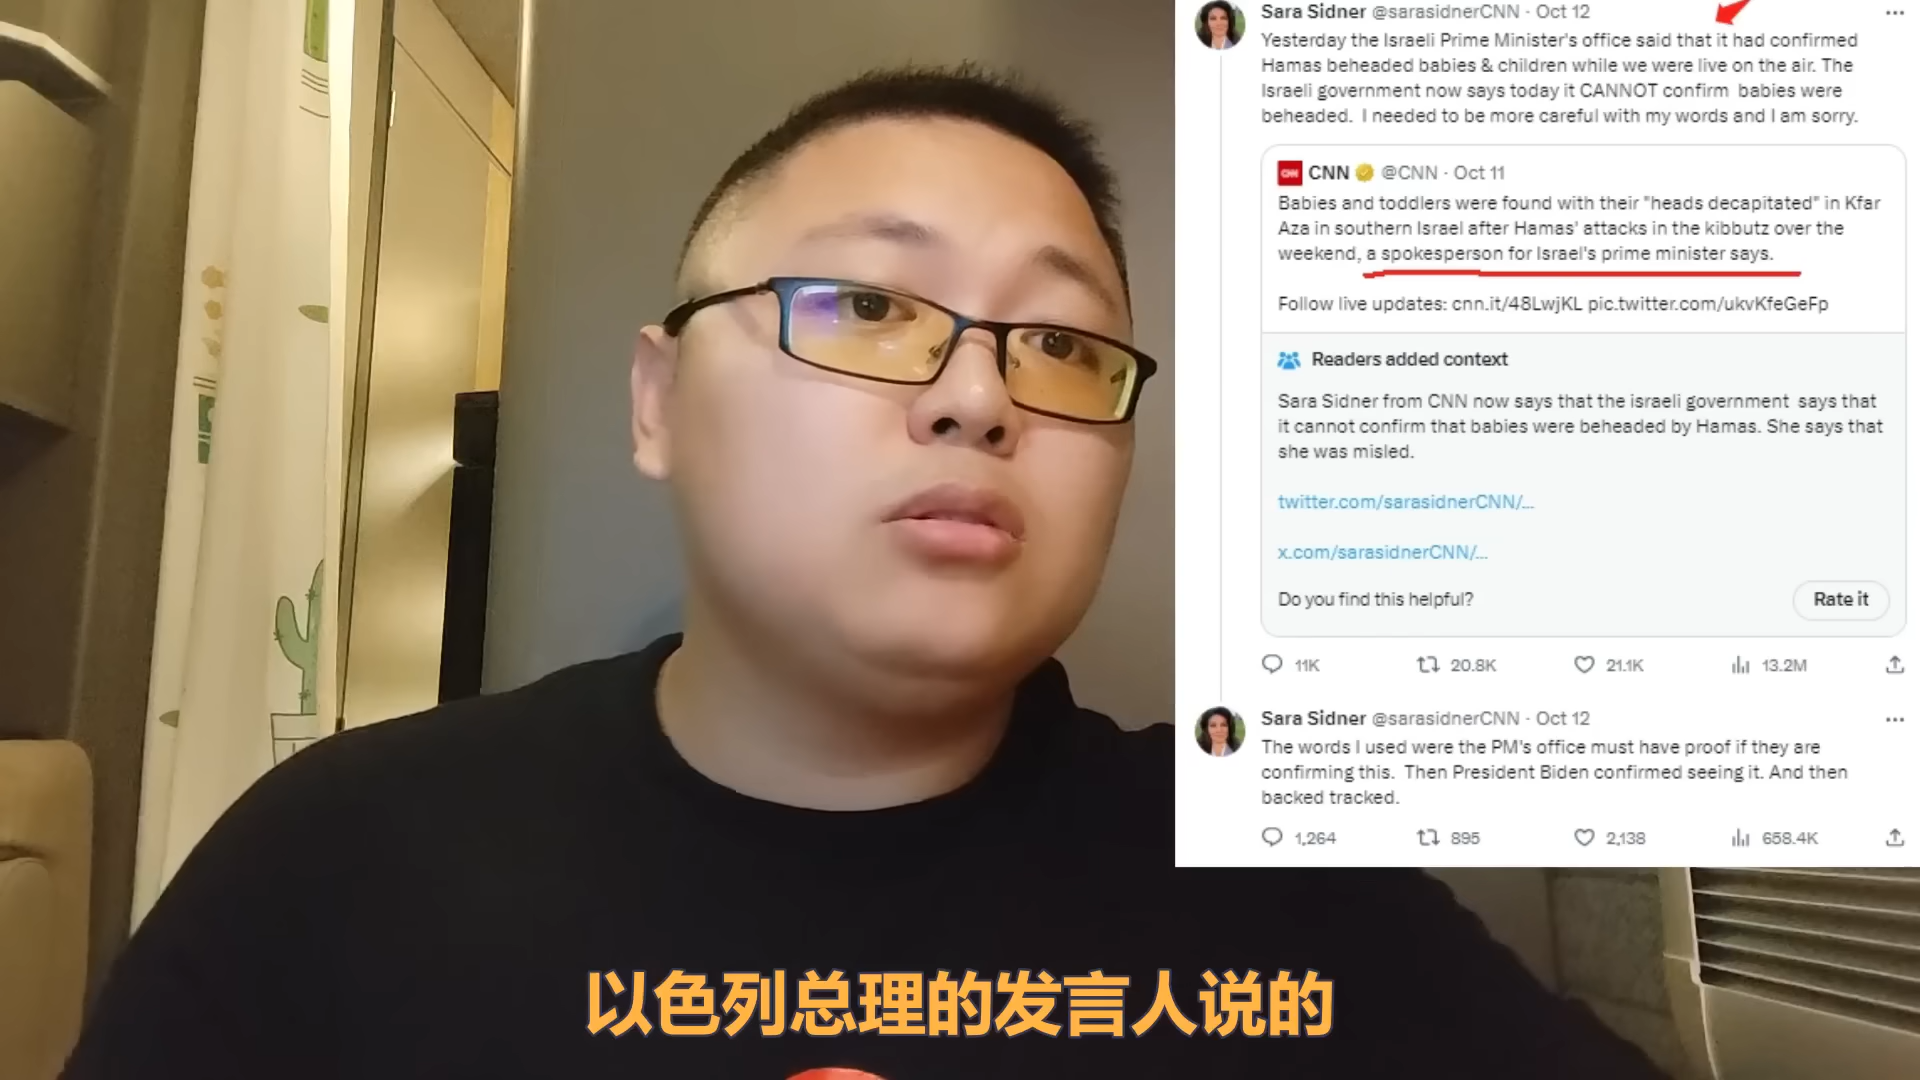 Sara Sidner @sarasidnerCNN · Oct 12
Yesterday the Israeli Prime Minister's office said that it had confirmed
Hamas beheaded babies & children while we were live on the air. The
Israeli government now says today it CANNOT confirm babies were
beheaded. I needed to be more careful with my words and I am sorry.
CNN @CNN · Oct 11
Babies and toddlers were found with their "heads decapitated" in Kfar
Aza in southern Israel after Hamas' attacks in the kibbutz over the
weekend, a spokesperson for Israel's prime minister says.
Follow live updates: cnn.it/48LwjKL pic.twitter.com/ukvKfeGeFp
Readers added context
Sara Sidner from CNN now says that the israeli government says that
it cannot confirm that babies were beheaded by Hamas. She says that
she was misled.
twitter.com/sarasidnerCNN/...
x.com/sarasidnerCNN/...
Do you find this helpful? Rate it
11K 20.8K 21.1K 13.2M
Sara Sidner @sarasidnerCNN · Oct 12
The words I used were the PM's office must have proof if they are
confirming this. Then President Biden confirmed seeing it. And then
backed tracked.
1,264 895 2,138 658.4K
以色列总理的发言人说的